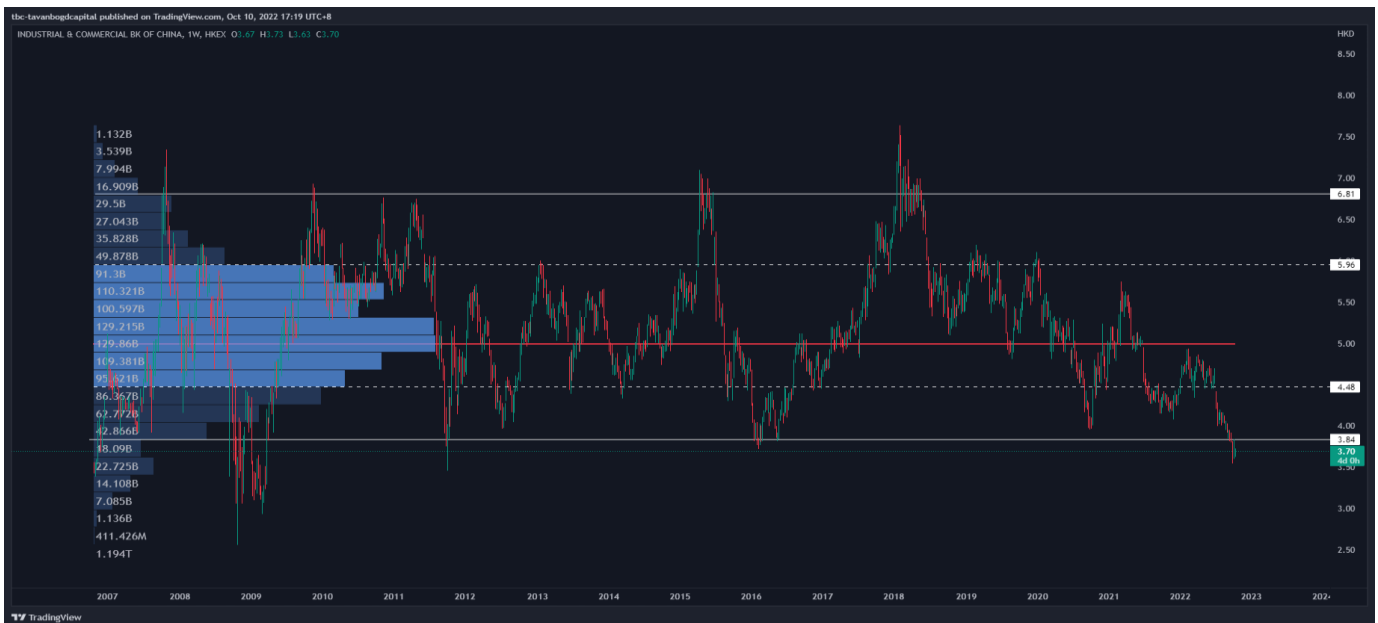 tbc-tavanbogdcapital published on TradingView.com, Oct 10, 2022 17:19 UTC+8
INDUSTRIAL & COMMERCIAL BK OF CHINA, 1W, HKEX O3.67 H3.73 L3.63 C3.70
HKD
8.50
8.00
1.132B
7.50
3.539B
7.994B
7.00
16.909B
6.81
29.5B
27.043B
6.50
35.828B
49.878B
5.96
91.3B
110.321B
5.50
100.597B
129.215B
129.86B
5.00
109.381B
95.621B
4.48
86.367B
62.772B
42.866B
4.00
3.84
18.09B
3.70
4d 0h
3.50
22.725B
14.108B
7.085B
3.00
1.136B
411.426M
1.194T
2.50
2007 2008 2009 2010 2011 2012 2013 2014 2015 2016 2017 2018 2019 2020 2021 2022 2023
TradingView